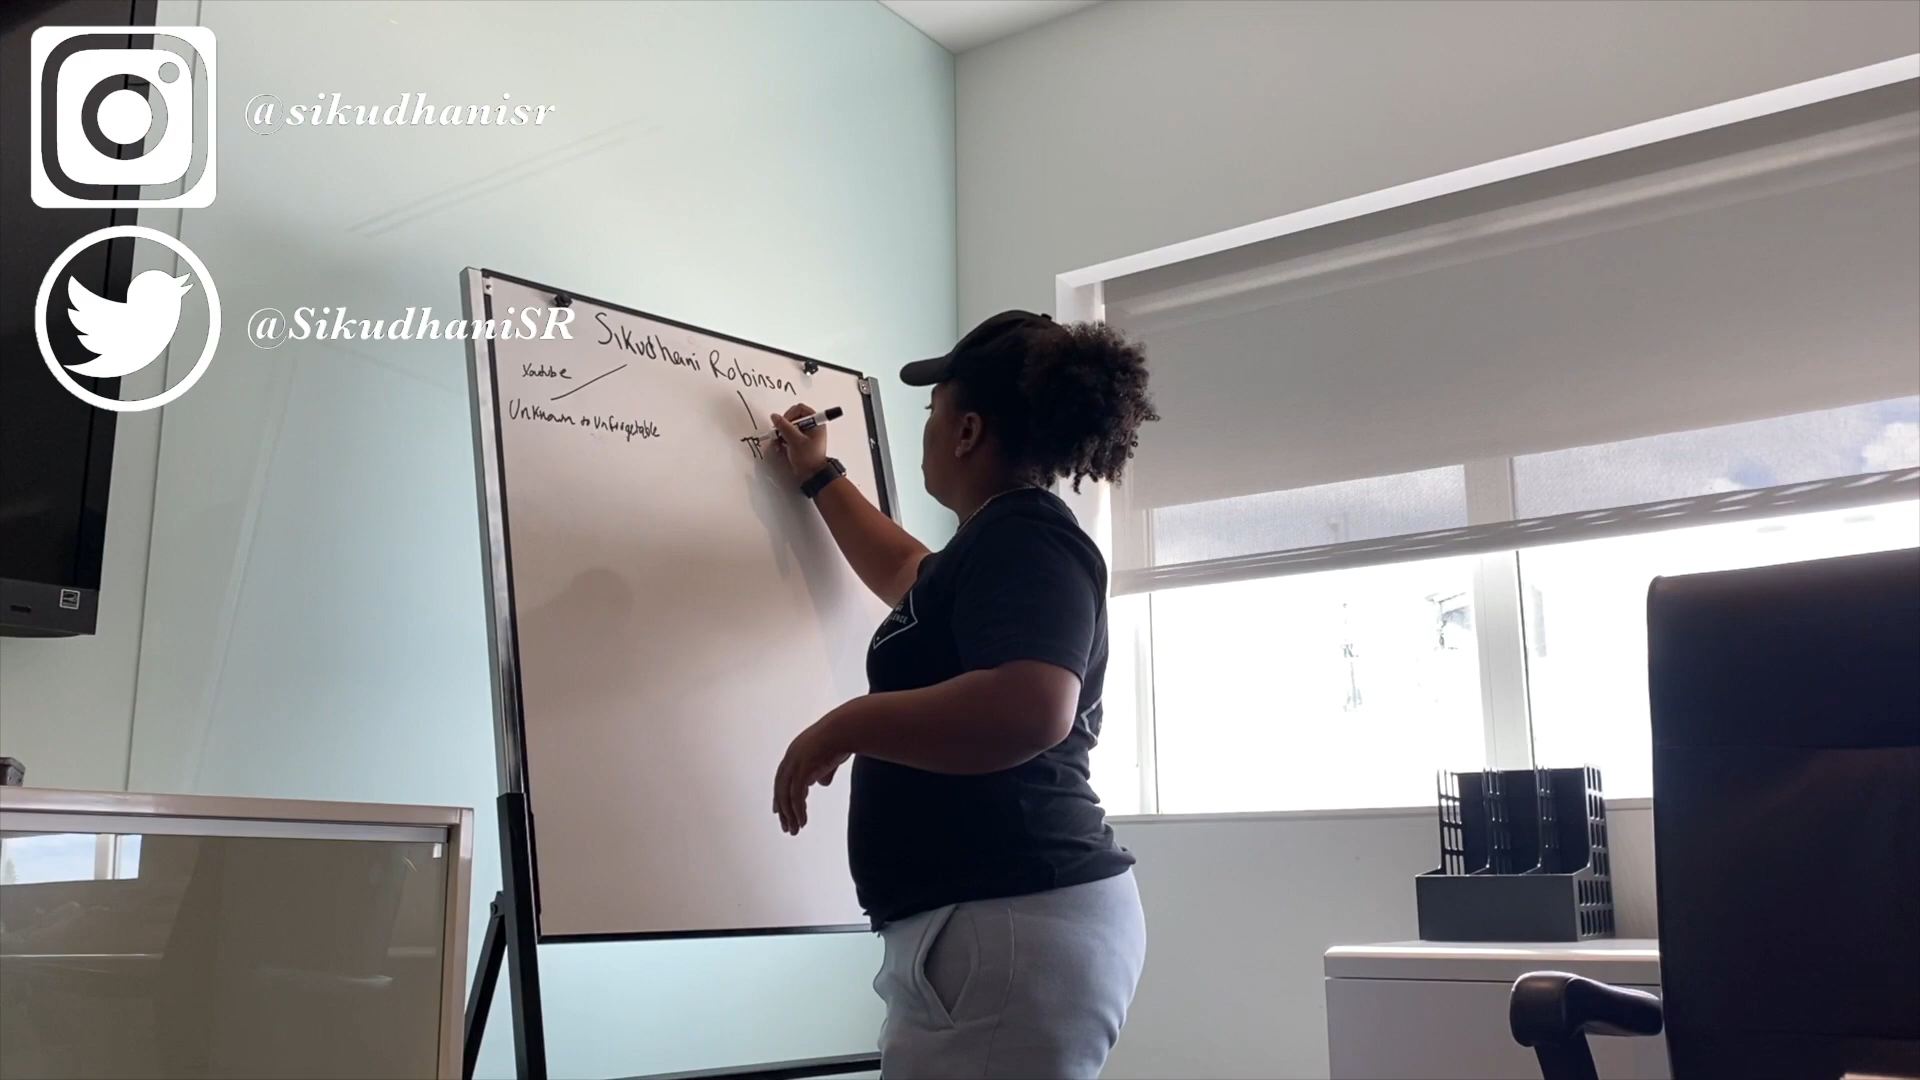 @sikudhanisr
@SikudhaniSR
Sikudhani Robinson
Youtube
Unknown to Unforgetable